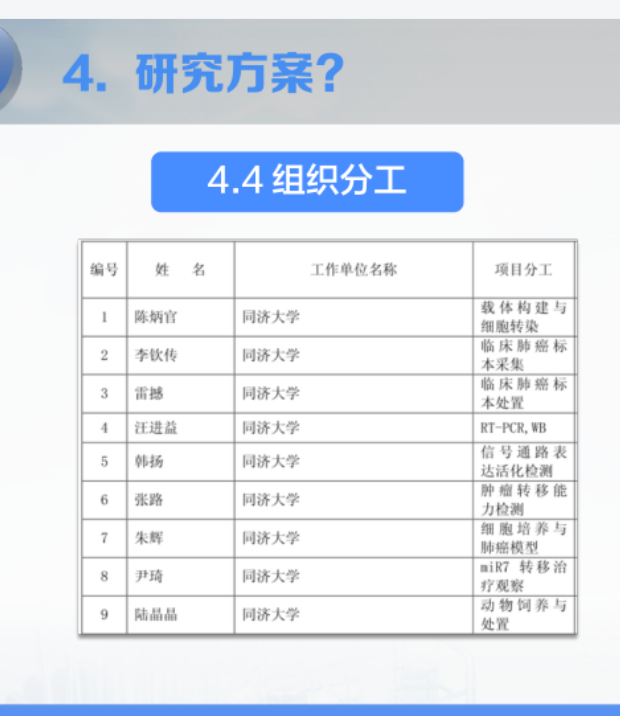 4. 研究方案?
4.4 组织分工
编号 姓 名 工作单位名称 项目分工
1 陈炳官 同济大学 载体构建与
细胞转染
2 李钦传 同济大学 临床肺癌标
本采集
3 雷撼 同济大学 临床肺癌标
本处置
4 汪进益 同济大学 RT-PCR,WB
5 韩扬 同济大学 信号通路表
达活化检测
6 张路 同济大学 肿瘤转移能
力检测
7 朱辉 同济大学 细胞培养与
肺癌模型
8 尹琦 同济大学 miR7 转移治
疗观察
9 陆晶晶 同济大学 动物饲养与
处置